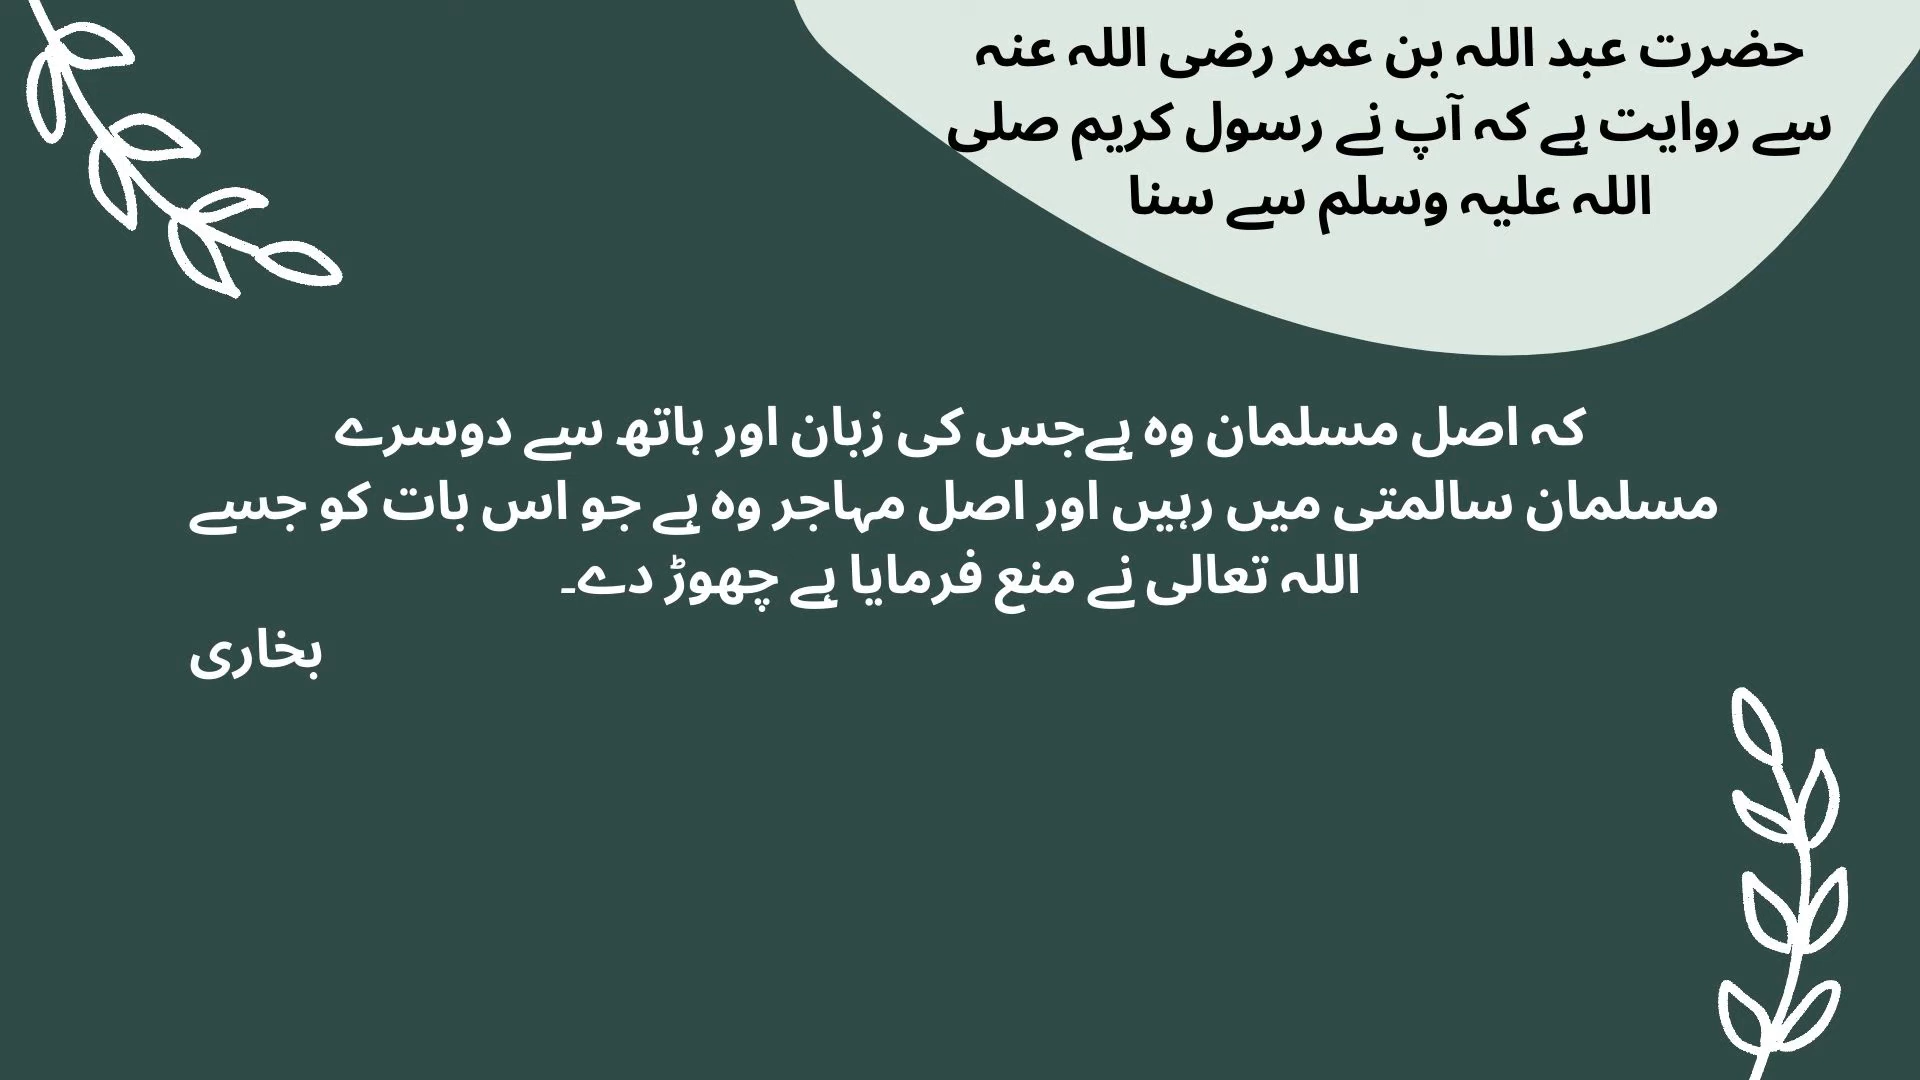 حضرت عبد اللہ بن عمر رضی اللہ عنہ
سے روایت ہے کہ آپ نے رسول کریم صلی
اللہ علیہ وسلم سے سنا
کہ اصل مسلمان وہ ہےجس کی زبان اور ہاتھ سے دوسرے
مسلمان سالمتی میں رہیں اور اصل مہاجر وہ ہے جو اس بات کو جسے
اللہ تعالی نے منع فرمایا ہے چھوڑ دے۔
بخاری